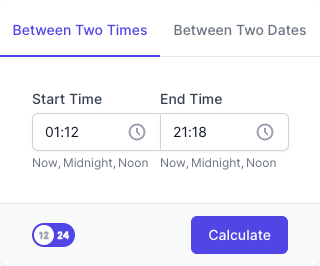 Between Two Times Between Two Dates
Start Time End Time
01:12 21:18
Now, Midnight, Noon Now, Midnight, Noon
12 24 Calculate